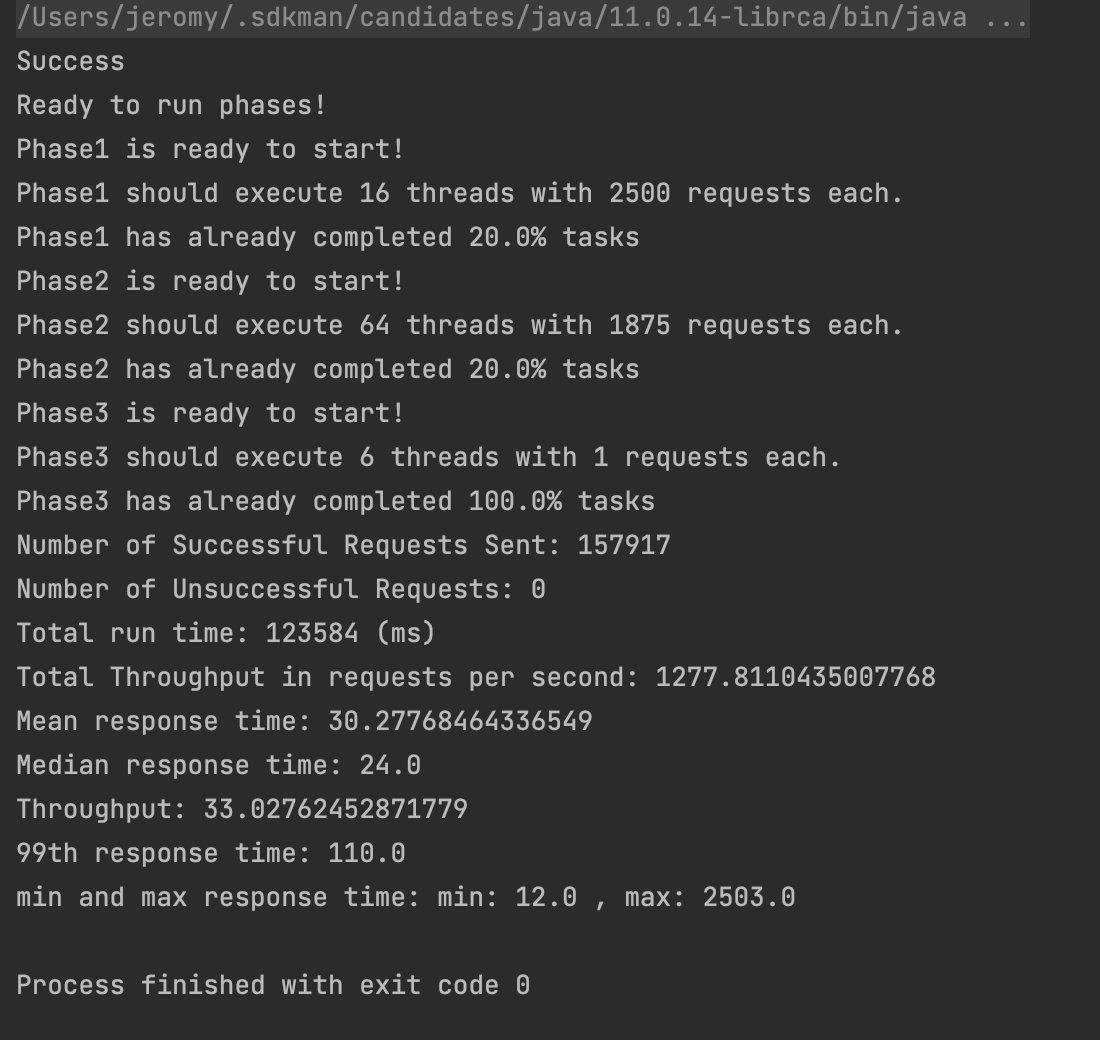 /Users/jeromy/.sdkman/candidates/java/11.0.14-librca/bin/java ...
Success
Ready to run phases!
Phase1 is ready to start!
Phase1 should execute 16 threads with 2500 requests each.
Phase1 has already completed 20.0% tasks
Phase2 is ready to start!
Phase2 should execute 64 threads with 1875 requests each.
Phase2 has already completed 20.0% tasks
Phase3 is ready to start!
Phase3 should execute 6 threads with 1 requests each.
Phase3 has already completed 100.0% tasks
Number of Successful Requests Sent: 157917
Number of Unsuccessful Requests: 0
Total run time: 123584 (ms)
Total Throughput in requests per second: 1277.8110435007768
Mean response time: 30.27768464336549
Median response time: 24.0
Throughput: 33.02762452871779
99th response time: 110.0
min and max response time: min: 12.0 , max: 2503.0
Process finished with exit code 0